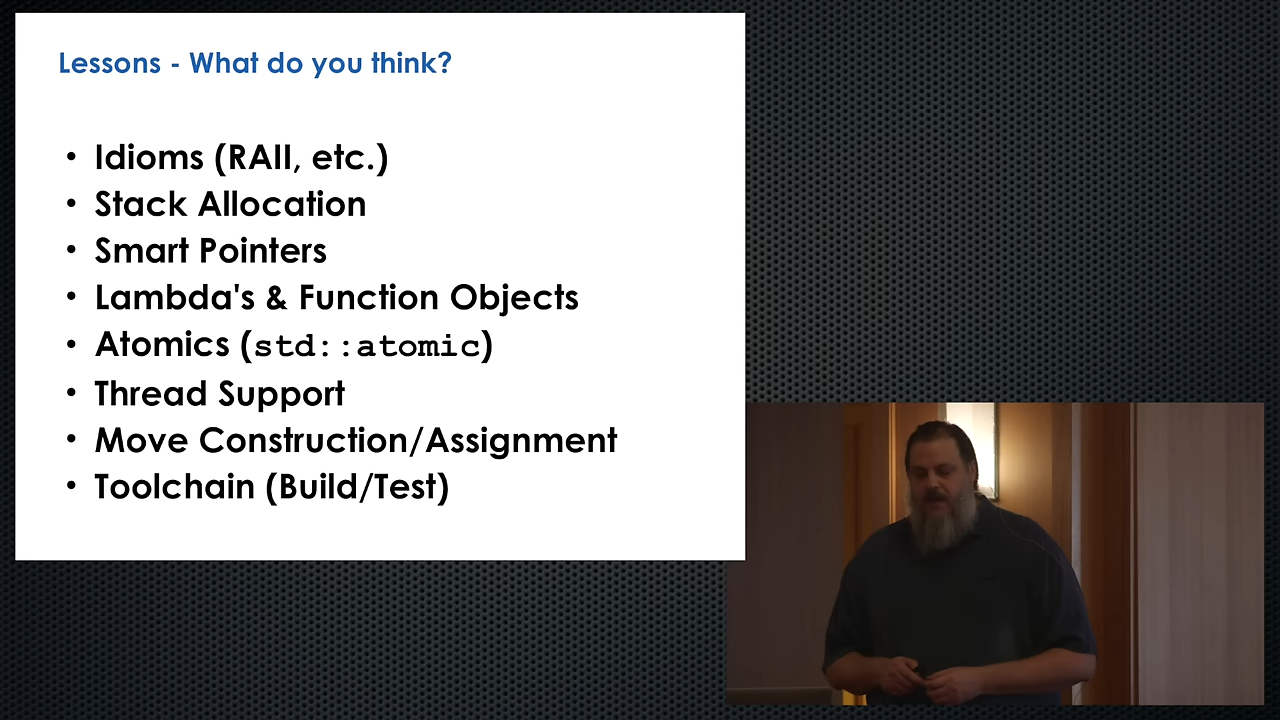 Lessons - What do you think?
• Idioms (RAII, etc.)
• Stack Allocation
• Smart Pointers
• Lambda's & Function Objects
• Atomics (std::atomic)
• Thread Support
• Move Construction/Assignment
• Toolchain (Build/Test)